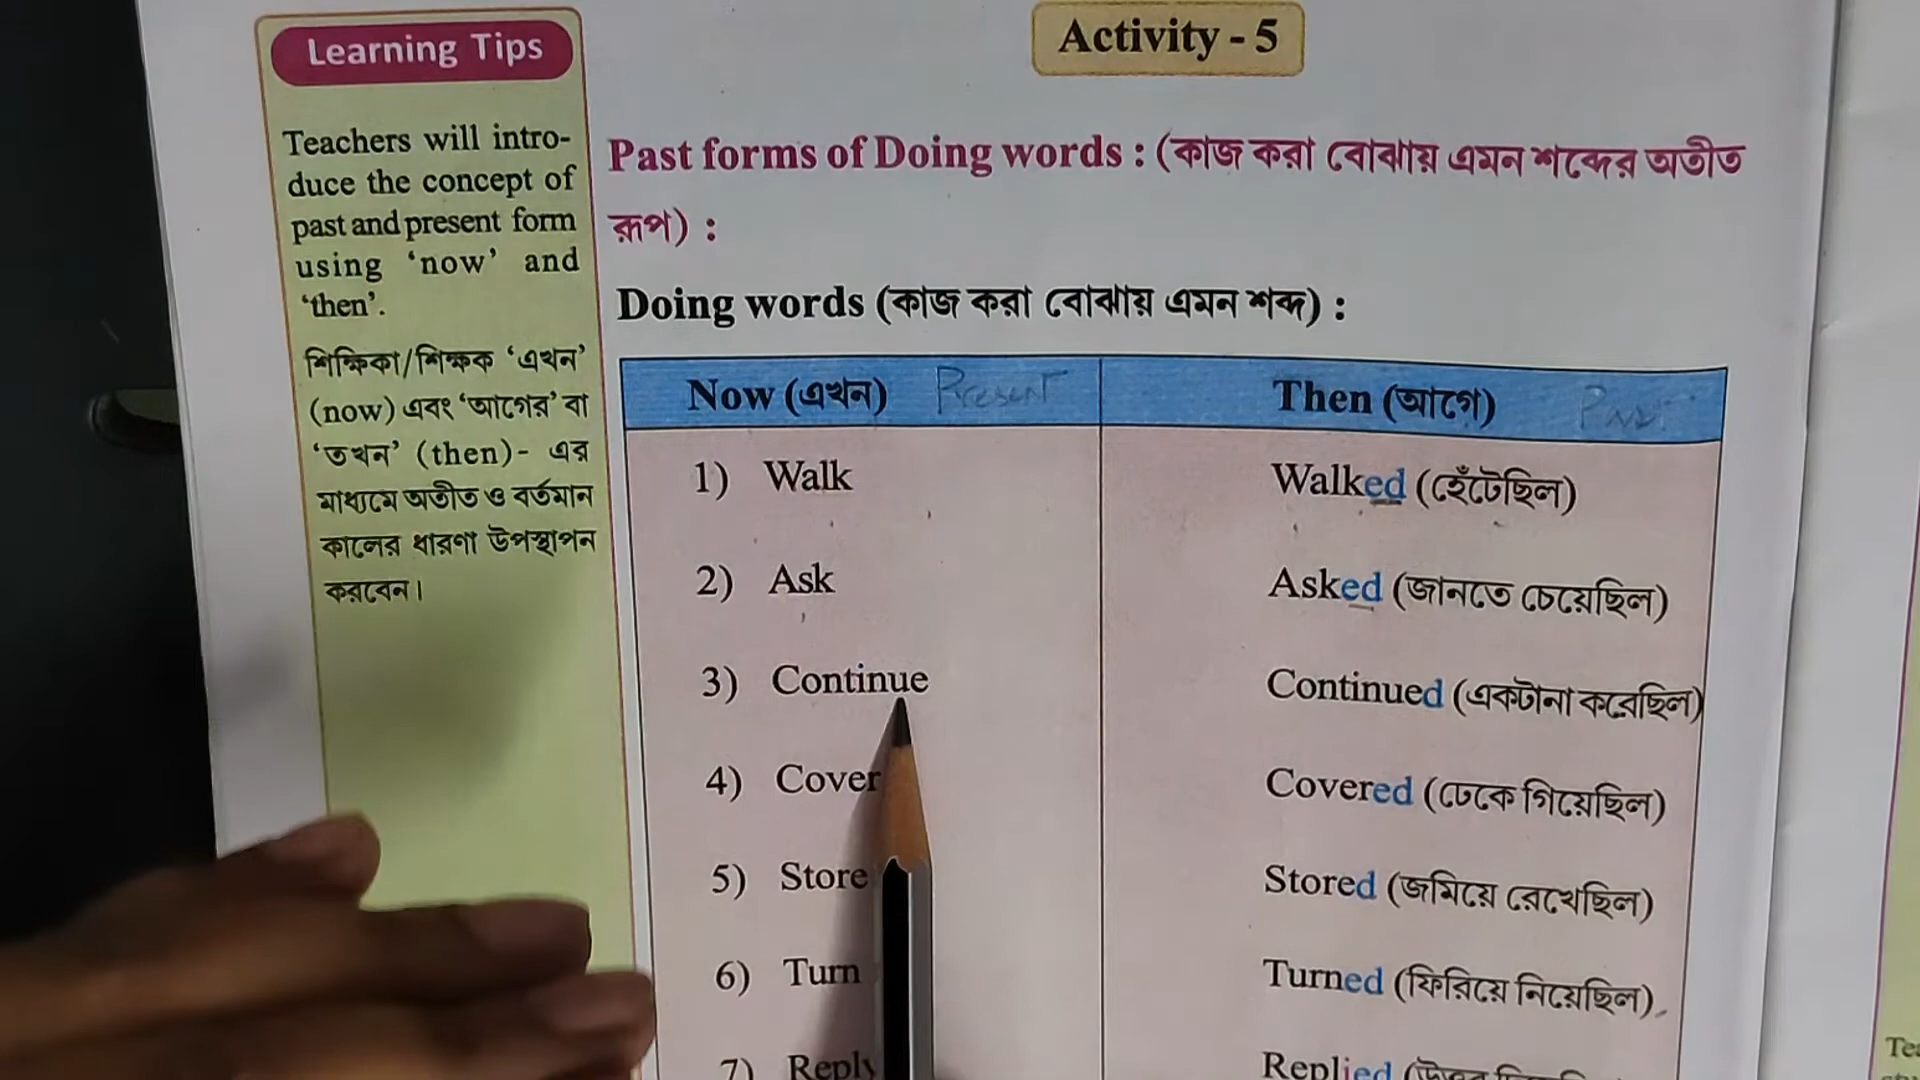 Learning Tips
Teachers will intro-
duce the concept of
past and present form
using ‘now’ and
‘then’.
শিক্ষিকা/শিক্ষক ‘এখন’
(now) এবং ‘আগের’ বা
‘তখন’ (then)- এর
মাধ্যমে অতীত ও বর্তমান
কালের ধারণা উপস্থাপন
করবেন।
Activity - 5
Past forms of Doing words : (কাজ করা বোঝায় এমন শব্দের অতীত
রূপ) :
Doing words (কাজ করা বোঝায় এমন শব্দ) :
Now (এখন) Present Then (আগে)
1) Walk Walked (হেঁটেছিল)
2) Ask Asked (জানতে চেয়েছিল)
3) Continue Continued (একটানা করেছিল)
4) Cover Covered (ঢেকে গিয়েছিল)
5) Store Stored (জমিয়ে রেখেছিল)
6) Turn Turned (ফিরিয়ে নিয়েছিল)
7) Reply Replied